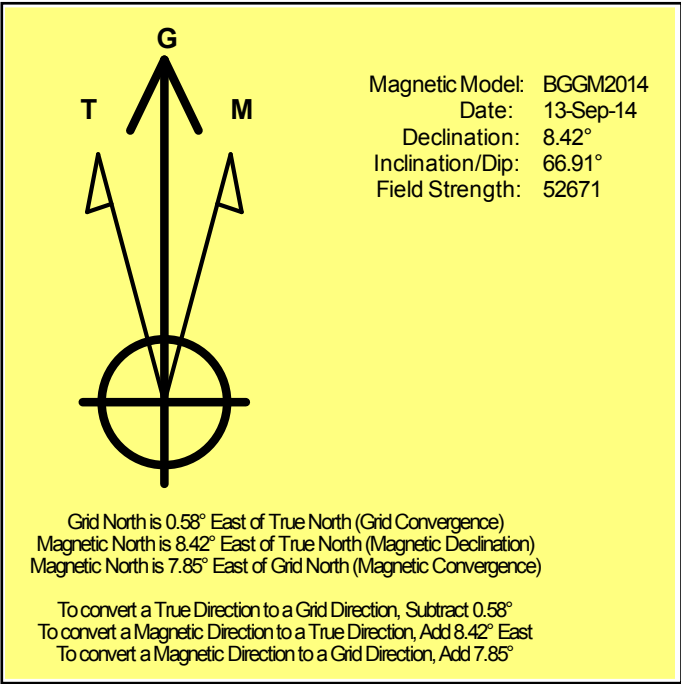 G
T M
Magnetic Model: BGGM2014
Date: 13-Sep-14
Declination: 8.42°
Inclination/Dip: 66.91°
Field Strength: 52671
Grid North is 0.58° East of True North (Grid Convergence)
Magnetic North is 8.42° East of True North (Magnetic Declination)
Magnetic North is 7.85° East of Grid North (Magnetic Convergence)
To convert a True Direction to a Grid Direction, Subtract 0.58°
To convert a Magnetic Direction to a True Direction, Add 8.42° East
To convert a Magnetic Direction to a Grid Direction, Add 7.85°